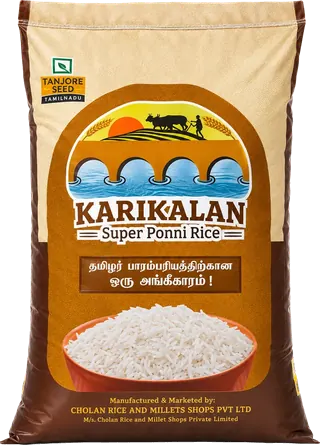 TANJORE
SEED
TAMILNADU
KARIKALAN
Super Ponni Rice
தமிழர் பாரம்பரியத்திற்கான
ஒரு அங்கீகாரம் !
Manufactured & Marketed by:
CHOLAN RICE AND MILLETS SHOPS PVT LTD
M/s. Cholan Rice and Millet Shops Private Limited